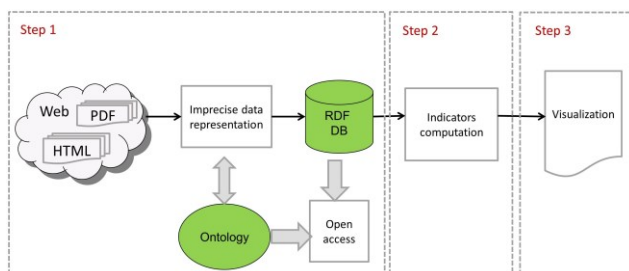 Step 1
Step 2
Step 3
Web
PDF
HTML
Imprecise data
representation
RDF
DB
Indicators
computation
Visualization
Ontology
Open
access